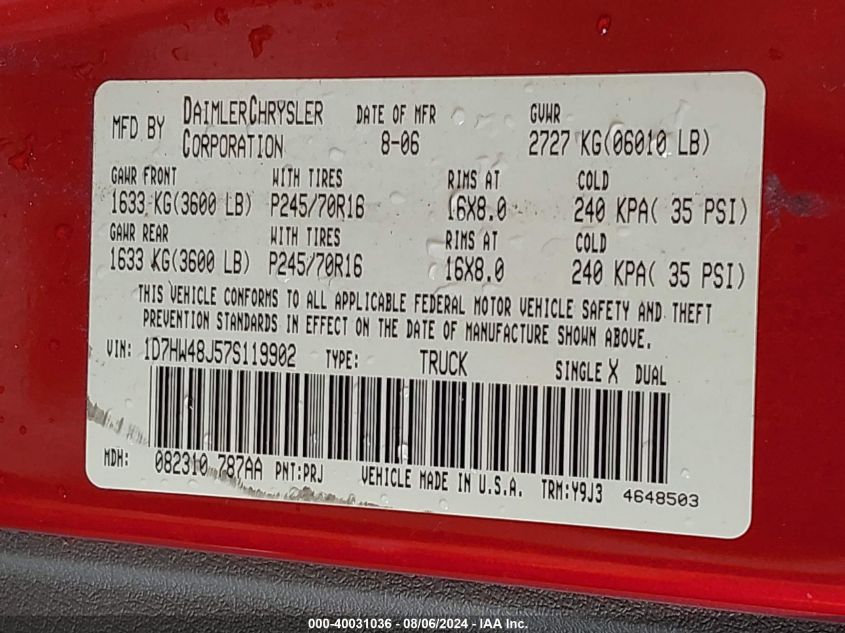 MFD BY DAIMLERCHRYSLER CORPORATION DATE OF MFR 8-06 GVWR 2727 KG(06010 LB)
GAWR FRONT WITH TIRES RIMS AT COLD
1633 KG(3600 LB) P245/70R16 16X8.0 240 KPA( 35 PSI)
GAWR REAR WITH TIRES RIMS AT COLD
1633 KG(3600 LB) P245/70R16 16X8.0 240 KPA( 35 PSI)
THIS VEHICLE CONFORMS TO ALL APPLICABLE FEDERAL MOTOR VEHICLE SAFETY AND THEFT
PREVENTION STANDARDS IN EFFECT ON THE DATE OF MANUFACTURE SHOWN ABOVE.
VIN: 1D7HW48J57S119902 TYPE: TRUCK SINGLE X DUAL
MDH: 082310 787AA PNT:PRJ VEHICLE MADE IN U.S.A. TRM:Y9J3 4648503
000-40031036 - 08/06/2024 - IAA Inc.